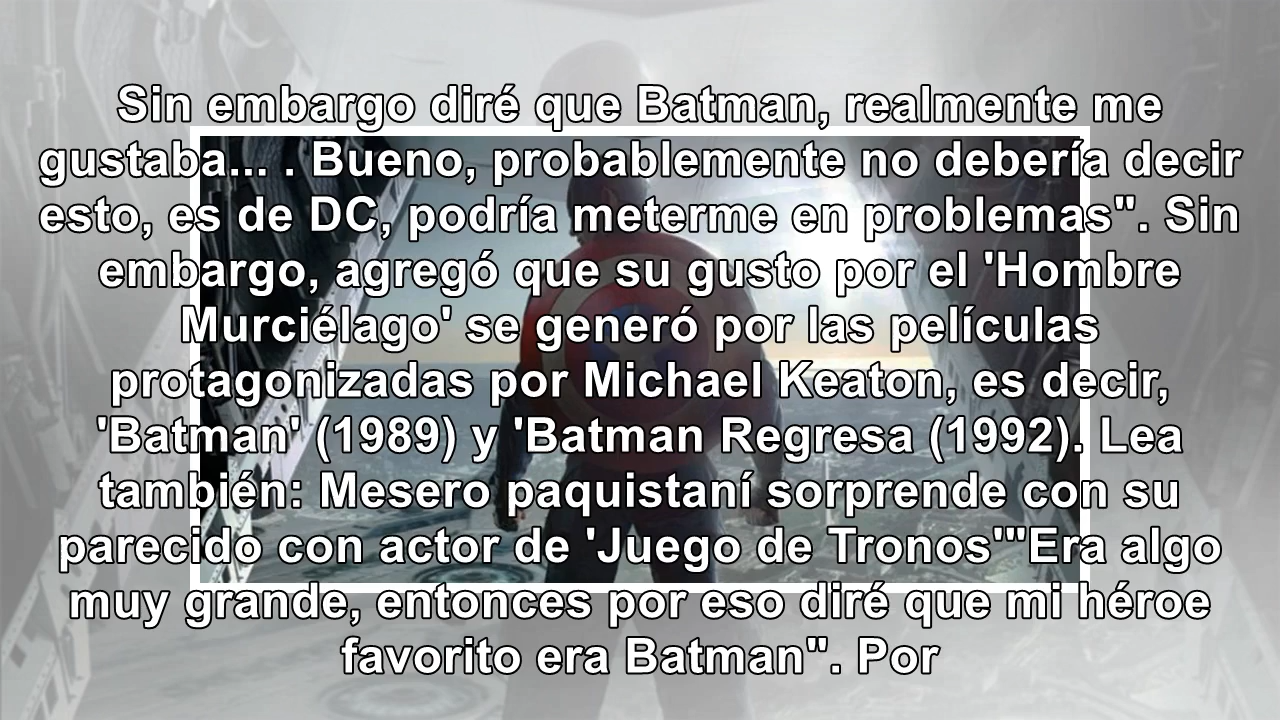 Sin embargo diré que Batman, realmente me
gustaba... . Bueno, probablemente no debería decir
esto, es de DC, podría meterme en problemas". Sin
embargo, agregó que su gusto por el 'Hombre
Murciélago' se generó por las películas
protagonizadas por Michael Keaton, es decir,
'Batman' (1989) y 'Batman Regresa (1992). Lea
también: Mesero paquistaní sorprende con su
parecido con actor de 'Juego de Tronos'"Era algo
muy grande, entonces por eso diré que mi héroe
favorito era Batman". Por